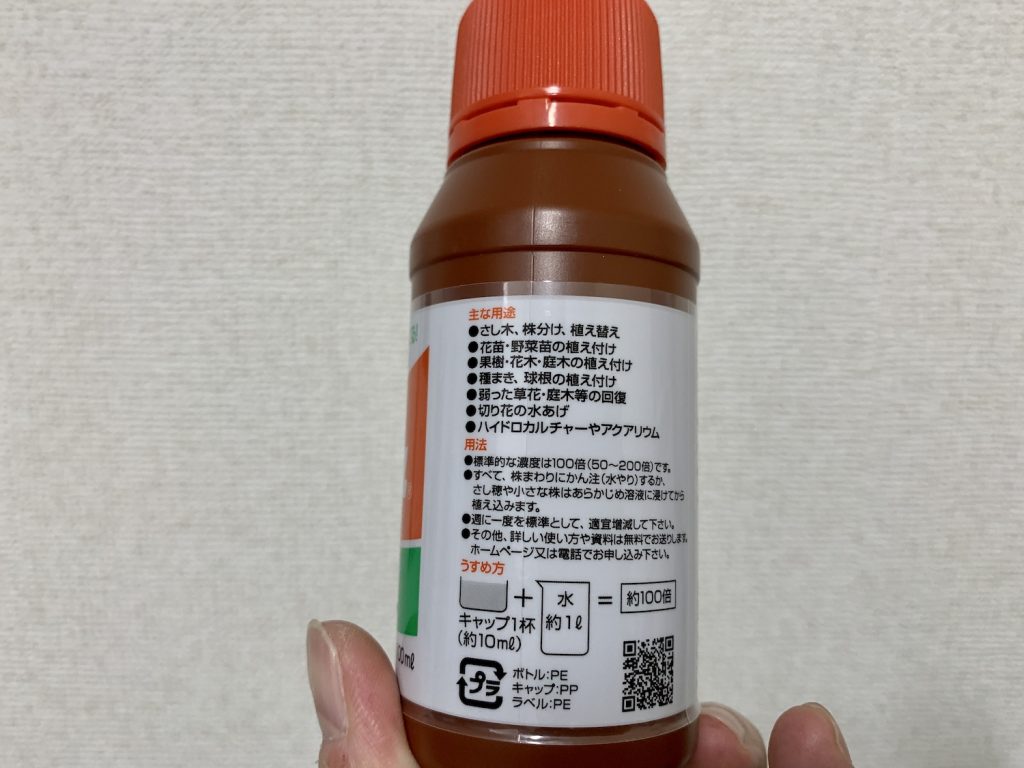 主な用途
●さし木、株分け、植え替え
●花苗・野菜苗の植え付け
●果樹・花木・庭木の植え付け
●種まき、球根の植え付け
●弱った草花・庭木等の回復
●切り花の水あげ
●ハイドロカルチャーやアクアリウム
用法
●標準的な濃度は100倍(50〜200倍)です。
●すべて、株まわりにかん注(水やり)するか、
さし穂や小さな株はあらかじめ溶液に浸けてから
植え込みます。
●週に一度を標準として、適宜増減して下さい。
●その他、詳しい使い方や資料は無料でお送りします。
ホームページ又は電話でお申し込み下さい。
うすめ方
+ 水 約1ℓ = 約100倍
キャップ1杯
(約10mℓ)
プラ
ボトル:PE
キャップ:PP
ラベル:PE
00mℓ